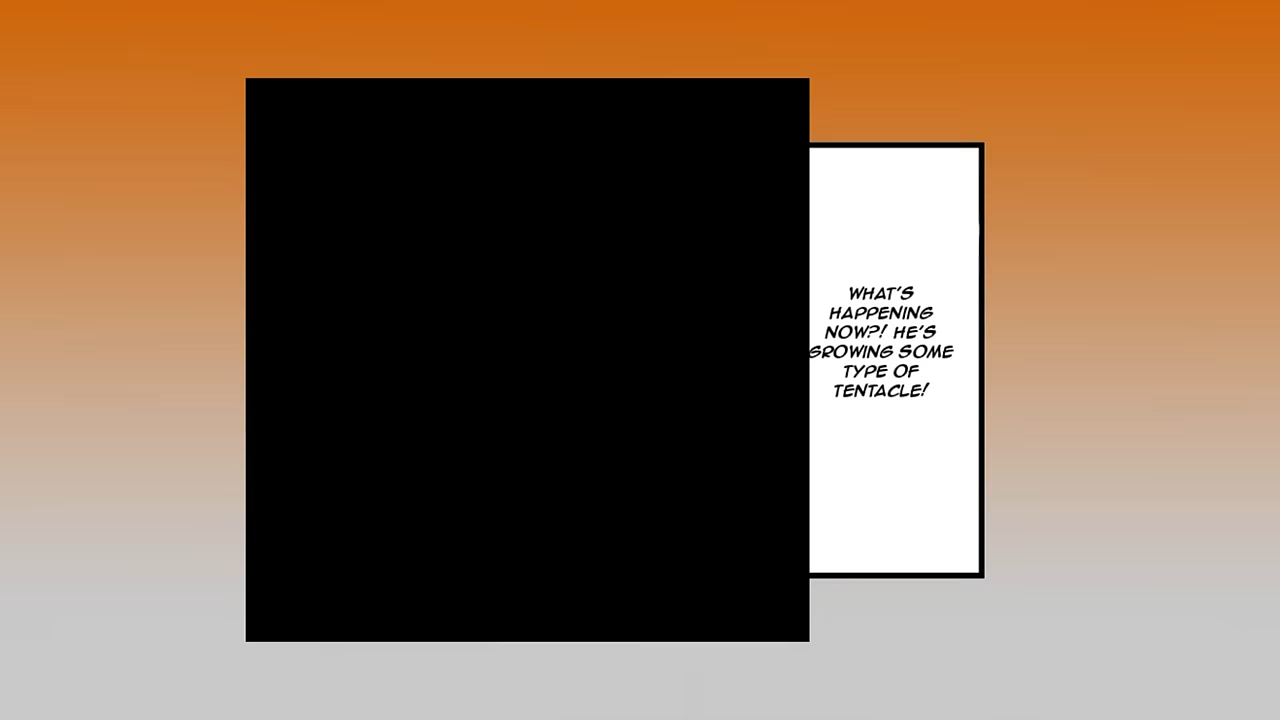 WHAT'S
HAPPENING
NOW?! HE'S
GROWING SOME
TYPE OF
TENTACLE!